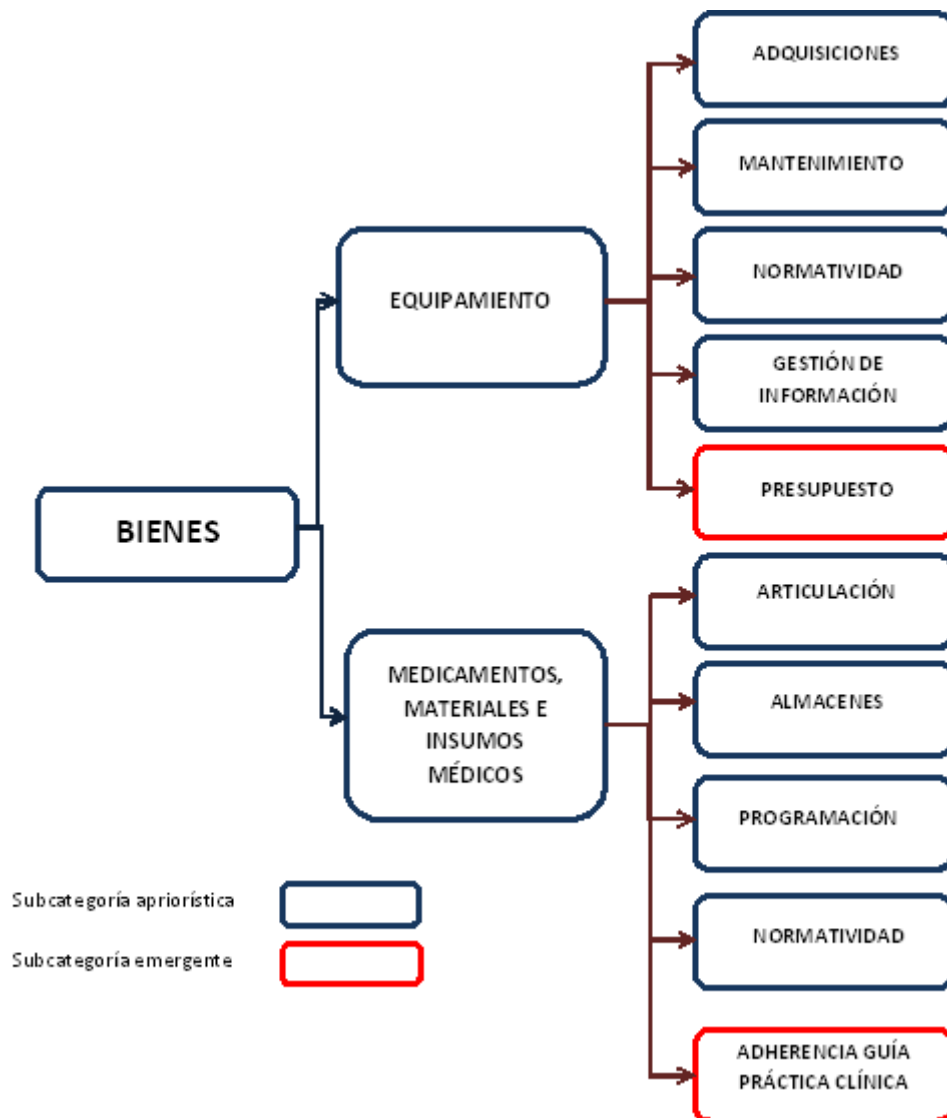 BIENES
EQUIPAMIENTO
ADQUISICIONES
MANTENIMIENTO
NORMATIVIDAD
GESTIÓN DE
INFORMACIÓN
PRESUPUESTO
MEDICAMENTOS,
MATERIALES E
INSUMOS
MÉDICOS
ARTICULACIÓN
ALMACENES
PROGRAMACIÓN
NORMATIVIDAD
ADHERENCIA GUÍA
PRÁCTICA CLÍNICA
Subcategoría apriorística
Subcategoría emergente